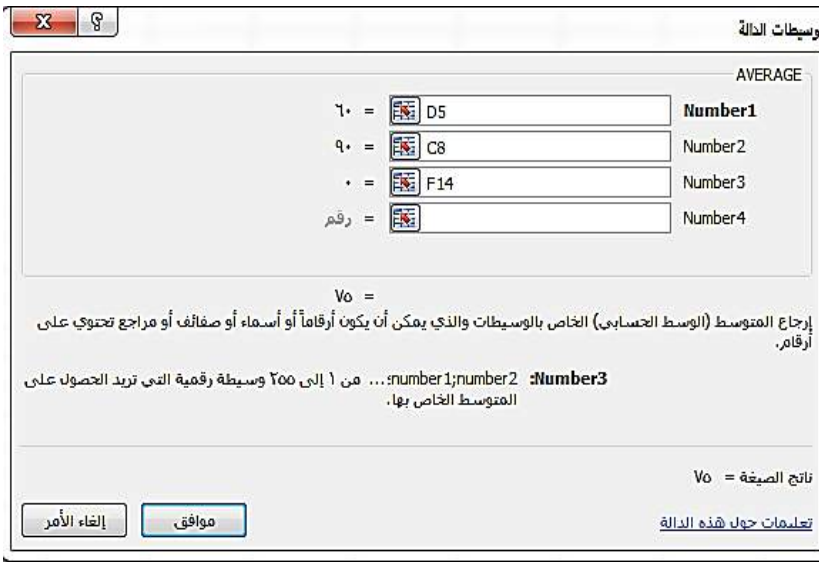 وسيطات الدالة
AVERAGE
Number1 D5 = ٦٠
Number2 C8 = ٩٠
Number3 F14 = ٠
Number4 = رقم
= ٧٥
إرجاع المتوسط (الوسط الحسابي) الخاص بالوسيطات والذي يمكن أن يكون أرقاماً أو أسماء أو صفائف أو مراجع تحتوي على
أرقام.
Number3: number1;number2;... من ١ إلى ٢٥٥ وسيطة رقمية التي تريد الحصول على
المتوسط الخاص بها.
ناتج الصيغة = ٧٥
تعليمات حول هذه الدالة
موافق
إلغاء الأمر